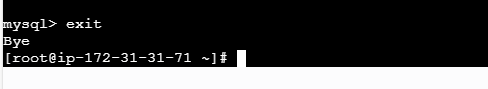 mysql> exit
Bye
[root@ip-172-31-31-71 ~]#